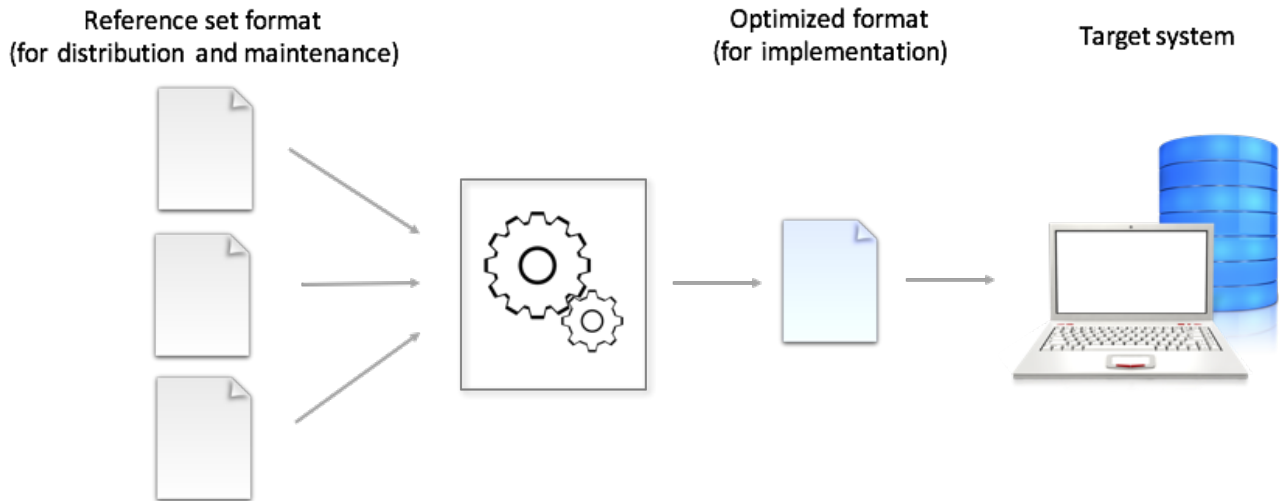 Reference set format
(for distribution and maintenance)
Optimized format
(for implementation)
Target system